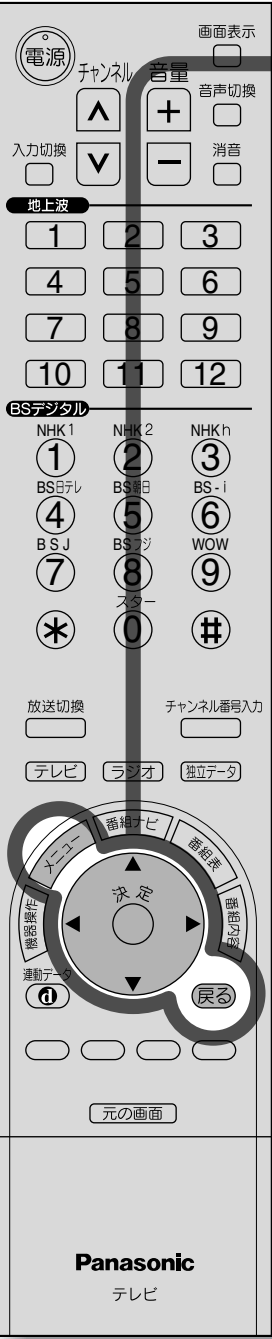 画面表示
電源
チャンネル 音量
音声切換
∧ +
入力切換
∨ −
消音
地上波
1 2 3
4 5 6
7 8 9
10 11 12
BSデジタル
NHK1 NHK2 NHKh
1 2 3
BS日テレ BS朝日 BS-i
4 5 6
BSJ BSフジ WOW
7 8 9
スター
* 0 #
放送切換 チャンネル番号入力
テレビ ラジオ 独立データ
番組ナビ
メニュー 番組表
機器操作 決定 番組内容
連動データ
d 戻る
元の画面
Panasonic
テレビ